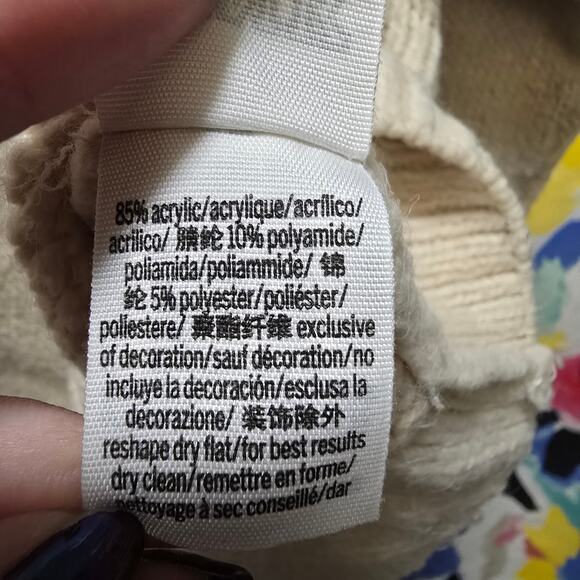 85% acrylic/acrylique/acrílico/
acrilico/ 腈纶 10% polyamide/
poliamida/poliammide/ 锦
纶 5% polyester/poliéster/
poliestere/ 聚酯纤维 exclusive
of decoration/sauf décoration/no
incluye la decoración/esclusa la
decorazione/ 装饰除外
reshape dry flat/for best results
dry clean/remettre en forme/
nettoyage à sec conseillé/dar